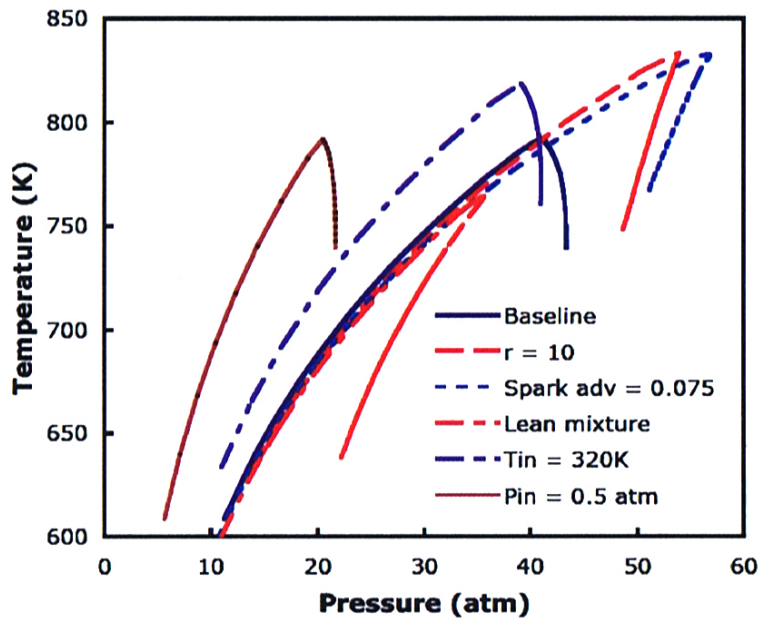 850
800
750
700
650
600
Temperature (K)
0 10 20 30 40 50 60
Pressure (atm)
Baseline
r = 10
Spark adv = 0.075
Lean mixture
Tin = 320K
Pin = 0.5 atm